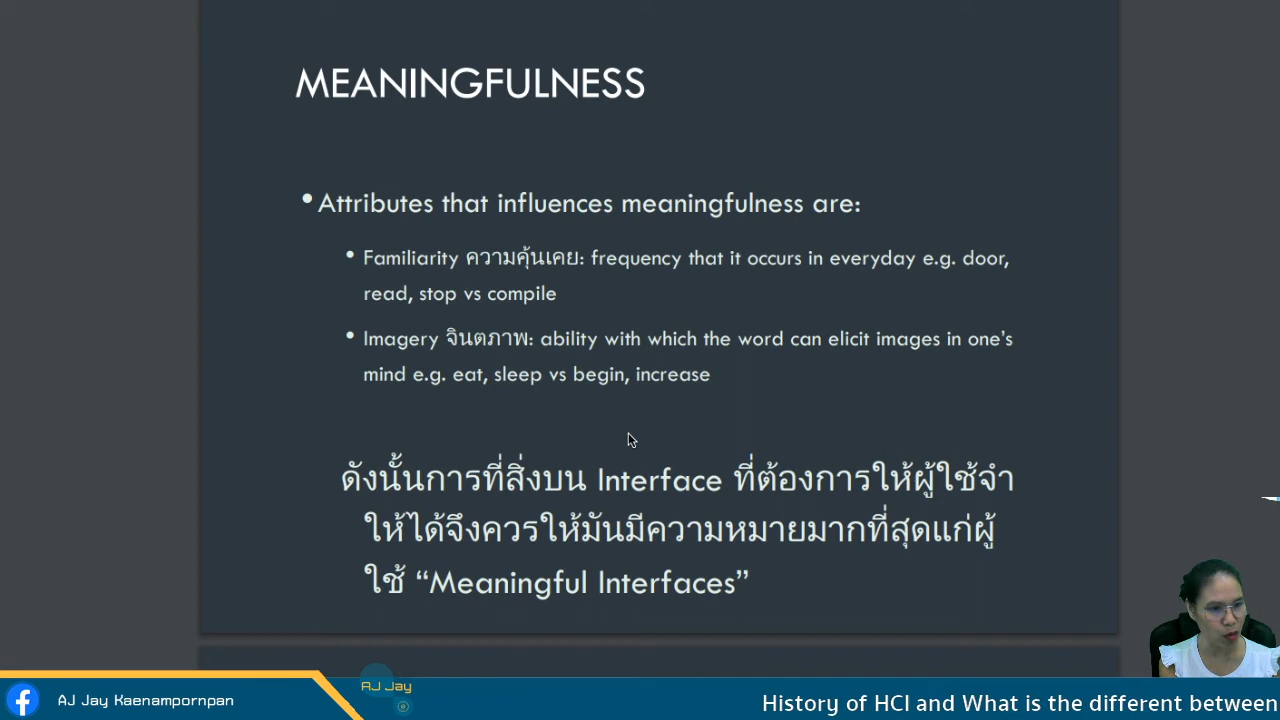 MEANINGFULNESS
•Attributes that influences meaningfulness are:
• Familiarity ความคุ้นเคย: frequency that it occurs in everyday e.g. door,
read, stop vs compile
• Imagery จินตภาพ: ability with which the word can elicit images in one's
mind e.g. eat, sleep vs begin, increase
ดังนั้นการที่สิ่งบน Interface ที่ต้องการให้ผู้ใช้จำ
ให้ได้จึงควรให้มันมีความหมายมากที่สุดแก่ผู้
ใช้ “Meaningful Interfaces”
AJ Jay Kaenampornpan
AJ Jay
History of HCI and What is the different between